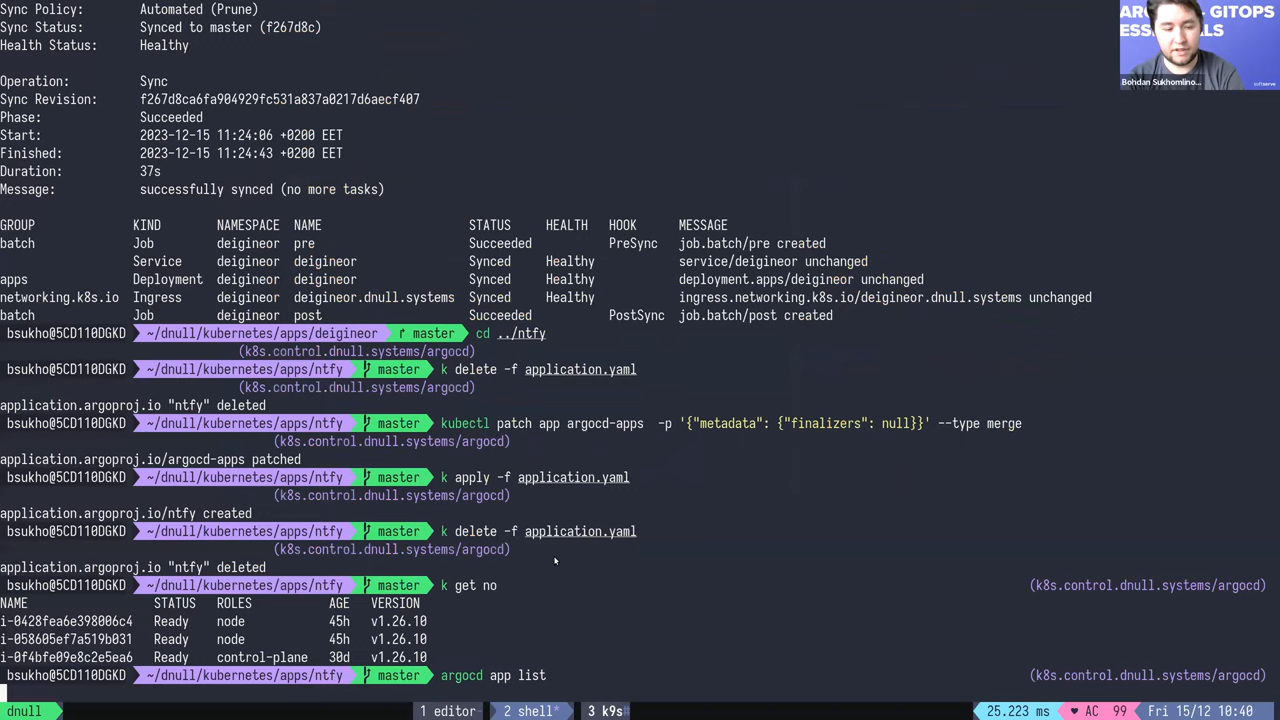 Sync Policy: Automated (Prune)
Sync Status: Synced to master (f267d8c)
Health Status: Healthy
Operation: Sync
Sync Revision: f267d8ca6fa904929fc531a837a0217d6aecf407
Phase: Succeeded
Start: 2023-12-15 11:24:06 +0200 EET
Finished: 2023-12-15 11:24:43 +0200 EET
Duration: 37s
Message: successfully synced (no more tasks)
GROUP KIND NAMESPACE NAME STATUS HEALTH HOOK MESSAGE
batch Job deigineor pre Succeeded PreSync job.batch/pre created
Service deigineor deigineor Synced Healthy service/deigineor unchanged
apps Deployment deigineor deigineor Synced Healthy deployment.apps/deigineor unchanged
networking.k8s.io Ingress deigineor deigineor.dnull.systems Synced Healthy ingress.networking.k8s.io/deigineor.dnull.systems unchanged
batch Job deigineor post Succeeded PostSync job.batch/post created
bsukho@5CD110DGKD ~/dnull/kubernetes/apps/deigineor master cd ../ntfy
(k8s.control.dnull.systems/argocd)
bsukho@5CD110DGKD ~/dnull/kubernetes/apps/ntfy master k delete -f application.yaml
(k8s.control.dnull.systems/argocd)
application.argoproj.io "ntfy" deleted
bsukho@5CD110DGKD ~/dnull/kubernetes/apps/ntfy master kubectl patch app argocd-apps -p '{"metadata": {"finalizers": null}}' --type merge
(k8s.control.dnull.systems/argocd)
application.argoproj.io/argocd-apps patched
bsukho@5CD110DGKD ~/dnull/kubernetes/apps/ntfy master k apply -f application.yaml
(k8s.control.dnull.systems/argocd)
application.argoproj.io/ntfy created
bsukho@5CD110DGKD ~/dnull/kubernetes/apps/ntfy master k delete -f application.yaml
(k8s.control.dnull.systems/argocd)
application.argoproj.io "ntfy" deleted
bsukho@5CD110DGKD ~/dnull/kubernetes/apps/ntfy master k get no (k8s.control.dnull.systems/argocd)
NAME STATUS ROLES AGE VERSION
i-0428fea6e398006c4 Ready node 45h v1.26.10
i-058605ef7a519b031 Ready node 45h v1.26.10
i-0f4bfe09e8c2e5ea6 Ready control-plane 30d v1.26.10
bsukho@5CD110DGKD ~/dnull/kubernetes/apps/ntfy master argocd app list (k8s.control.dnull.systems/argocd)
dnull 1 editor- 2 shell* 3 k9s# 25.223 ms ♥ AC 99 Fri 15/12 10:40
GITOPS
Bohdan Sukhomlino...
softserve